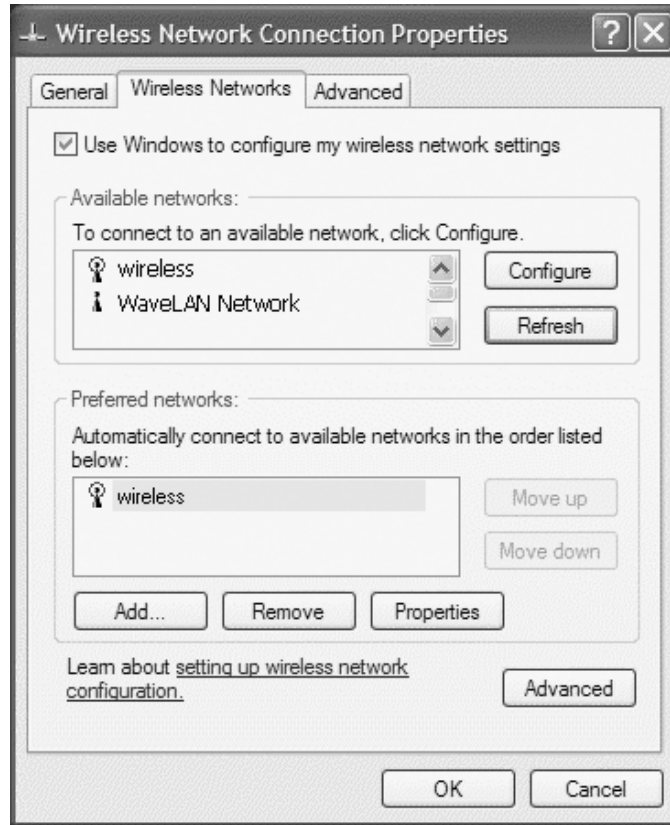 Wireless Network Connection Properties
General Wireless Networks Advanced
Use Windows to configure my wireless network settings
Available networks:
To connect to an available network, click Configure.
wireless
WaveLAN Network
Configure
Refresh
Preferred networks:
Automatically connect to available networks in the order listed
below:
wireless
Move up
Move down
Add... Remove Properties
Learn about setting up wireless network
configuration.
Advanced
OK Cancel